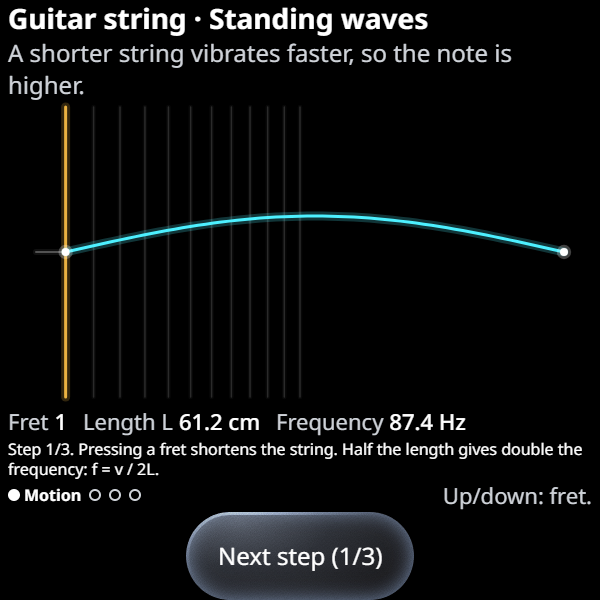 Guitar string · Standing waves
A shorter string vibrates faster, so the note is
higher.
Fret 1 Length L 61.2 cm Frequency 87.4 Hz
Step 1/3. Pressing a fret shortens the string. Half the length gives double the
frequency: f = v / 2L.
Motion
Up/down: fret.
Next step (1/3)